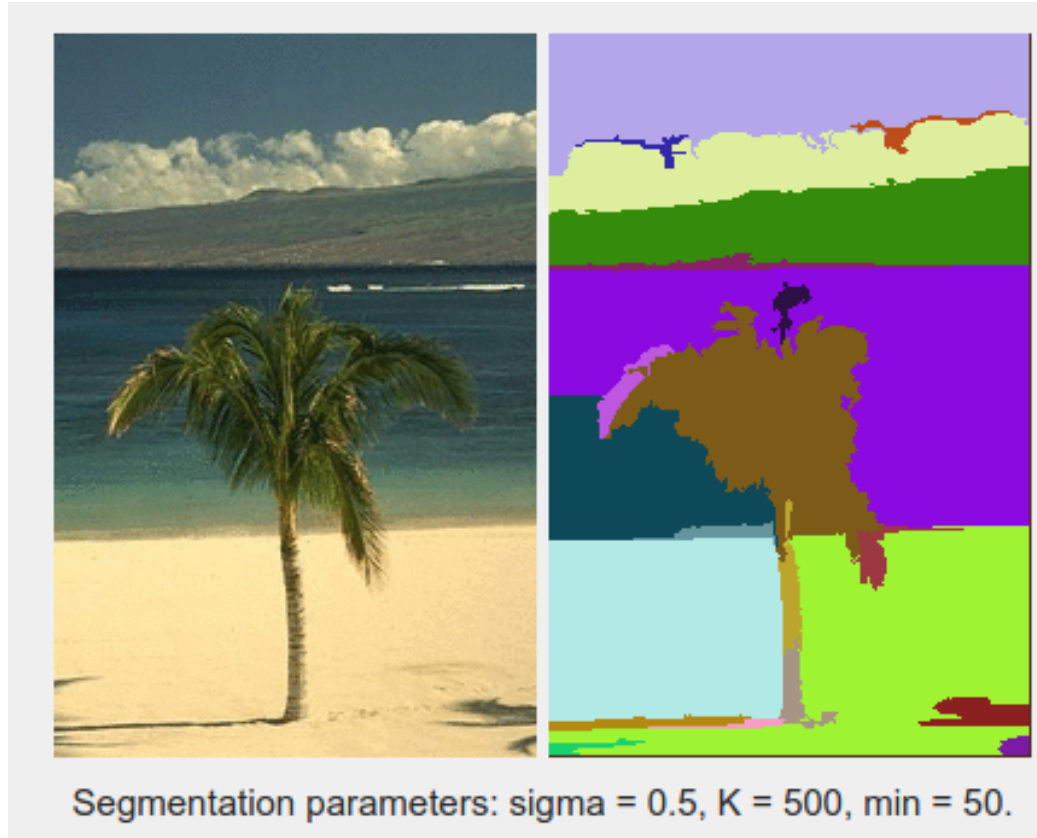 Segmentation parameters: sigma = 0.5, K = 500, min = 50.